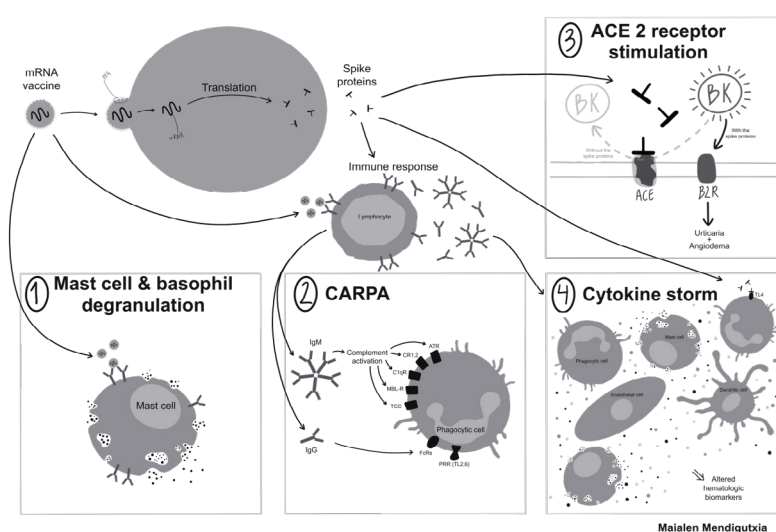 mRNA
vaccine
Translation
Spike
proteins
Immune response
Lymphocyte
③ ACE 2 receptor
stimulation
BK
BK
With the
spike proteins
Without the
spike proteins
ACE
B2R
Urticaria
+
Angiodema
① Mast cell & basophil
degranulation
Mast cell
② CARPA
IgM
Complement
activation
ATR
CR1,2
C1qR
MBL-R
TCC
Phagocytic cell
IgG
FcRs
PRR (TL2,6)
④ Cytokine storm
TL4
Mast cell
Phagocytic cell
Endothelial cell
Dendritic cell
Altered
hematologic
biomarkers
Maialen Mendigutxia